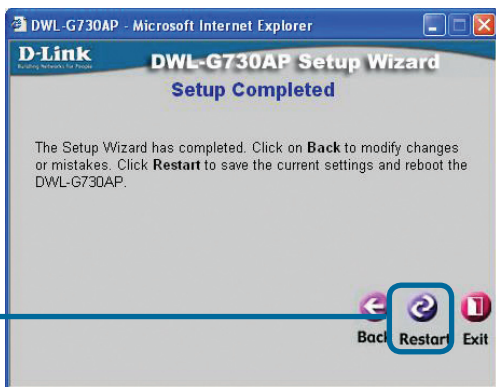 DWL-G730AP - Microsoft Internet Explorer
D-Link
Building Networks for People
DWL-G730AP Setup Wizard
Setup Completed
The Setup Wizard has completed. Click on Back to modify changes
or mistakes. Click Restart to save the current settings and reboot the
DWL-G730AP.
Back Restart Exit